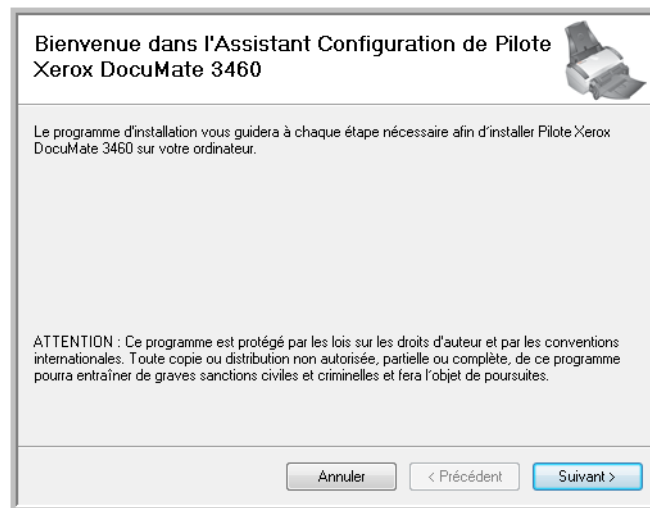 Bienvenue dans l'Assistant Configuration de Pilote
Xerox DocuMate 3460
Le programme d'installation vous guidera à chaque étape nécessaire afin d'installer Pilote Xerox
DocuMate 3460 sur votre ordinateur.
ATTENTION : Ce programme est protégé par les lois sur les droits d'auteur et par les conventions
internationales. Toute copie ou distribution non autorisée, partielle ou complète, de ce programme
pourra entraîner de graves sanctions civiles et criminelles et fera l'objet de poursuites.
Annuler < Précédent Suivant >